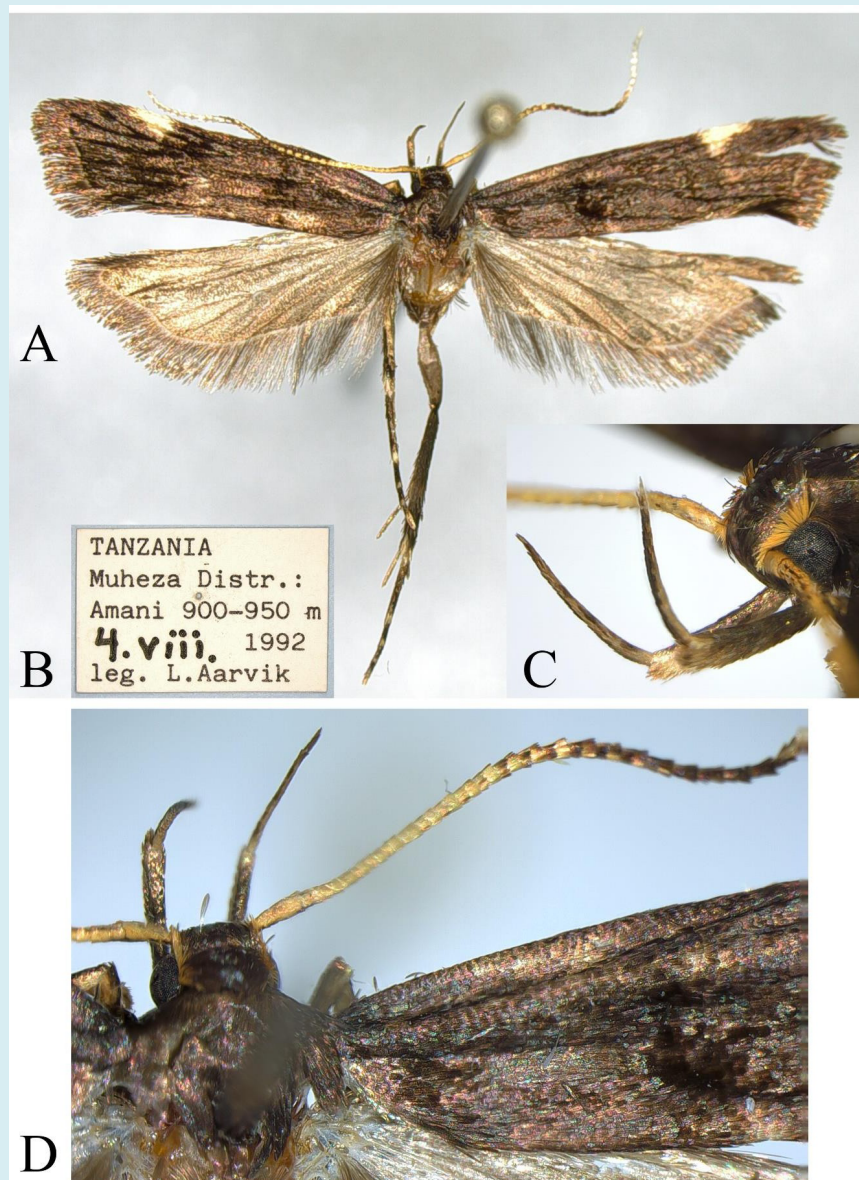 A
TANZANIA
Muheza Distr.:
Amani 900-950 m
4.viii. 1992
leg. L.Aarvik
B
C
D